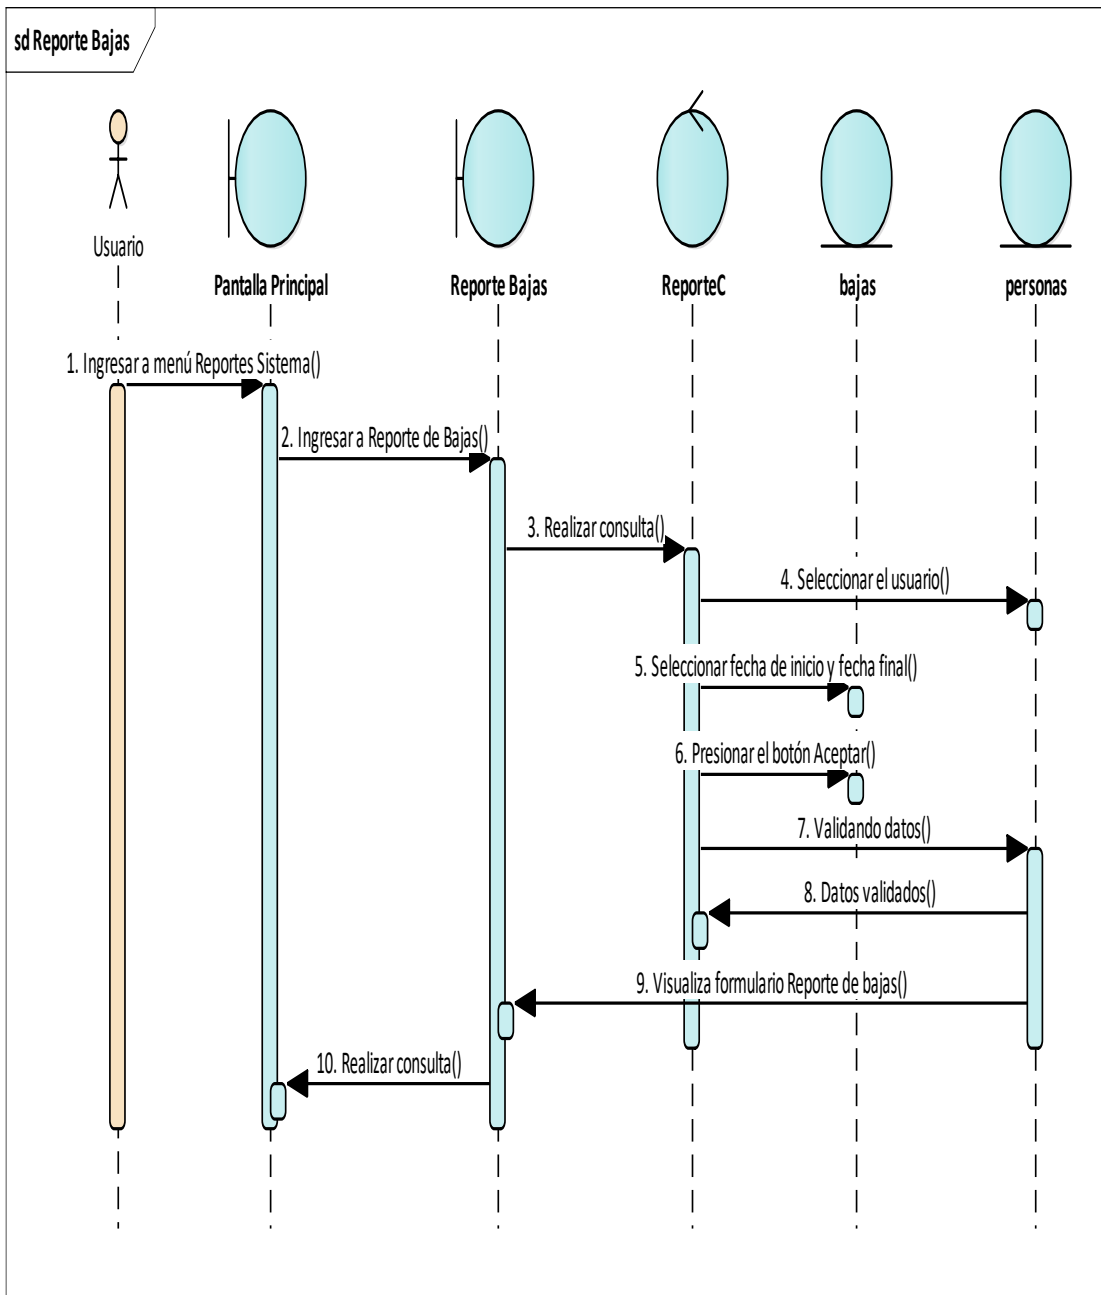 sd Reporte Bajas
Usuario
Pantalla Principal
Reporte Bajas
ReporteC
bajas
personas
1. Ingresar a menú Reportes Sistema()
2. Ingresar a Reporte de Bajas()
3. Realizar consulta()
4. Seleccionar el usuario()
5. Seleccionar fecha de inicio y fecha final()
6. Presionar el botón Aceptar()
7. Validando datos()
8. Datos validados()
9. Visualiza formulario Reporte de bajas()
10. Realizar consulta()